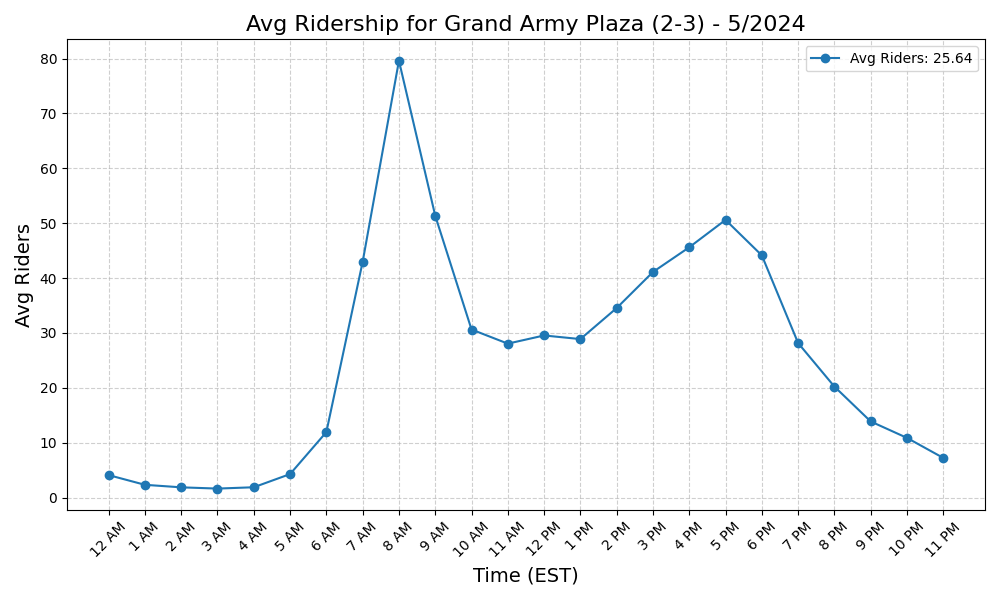 Avg Ridership for Grand Army Plaza (2-3) - 5/2024
Avg Riders: 25.64
Avg Riders
80
70
60
50
40
30
20
10
0
12 AM
1 AM
2 AM
3 AM
4 AM
5 AM
6 AM
7 AM
8 AM
9 AM
10 AM
11 AM
12 PM
1 PM
2 PM
3 PM
4 PM
5 PM
6 PM
7 PM
8 PM
9 PM
10 PM
11 PM
Time (EST)